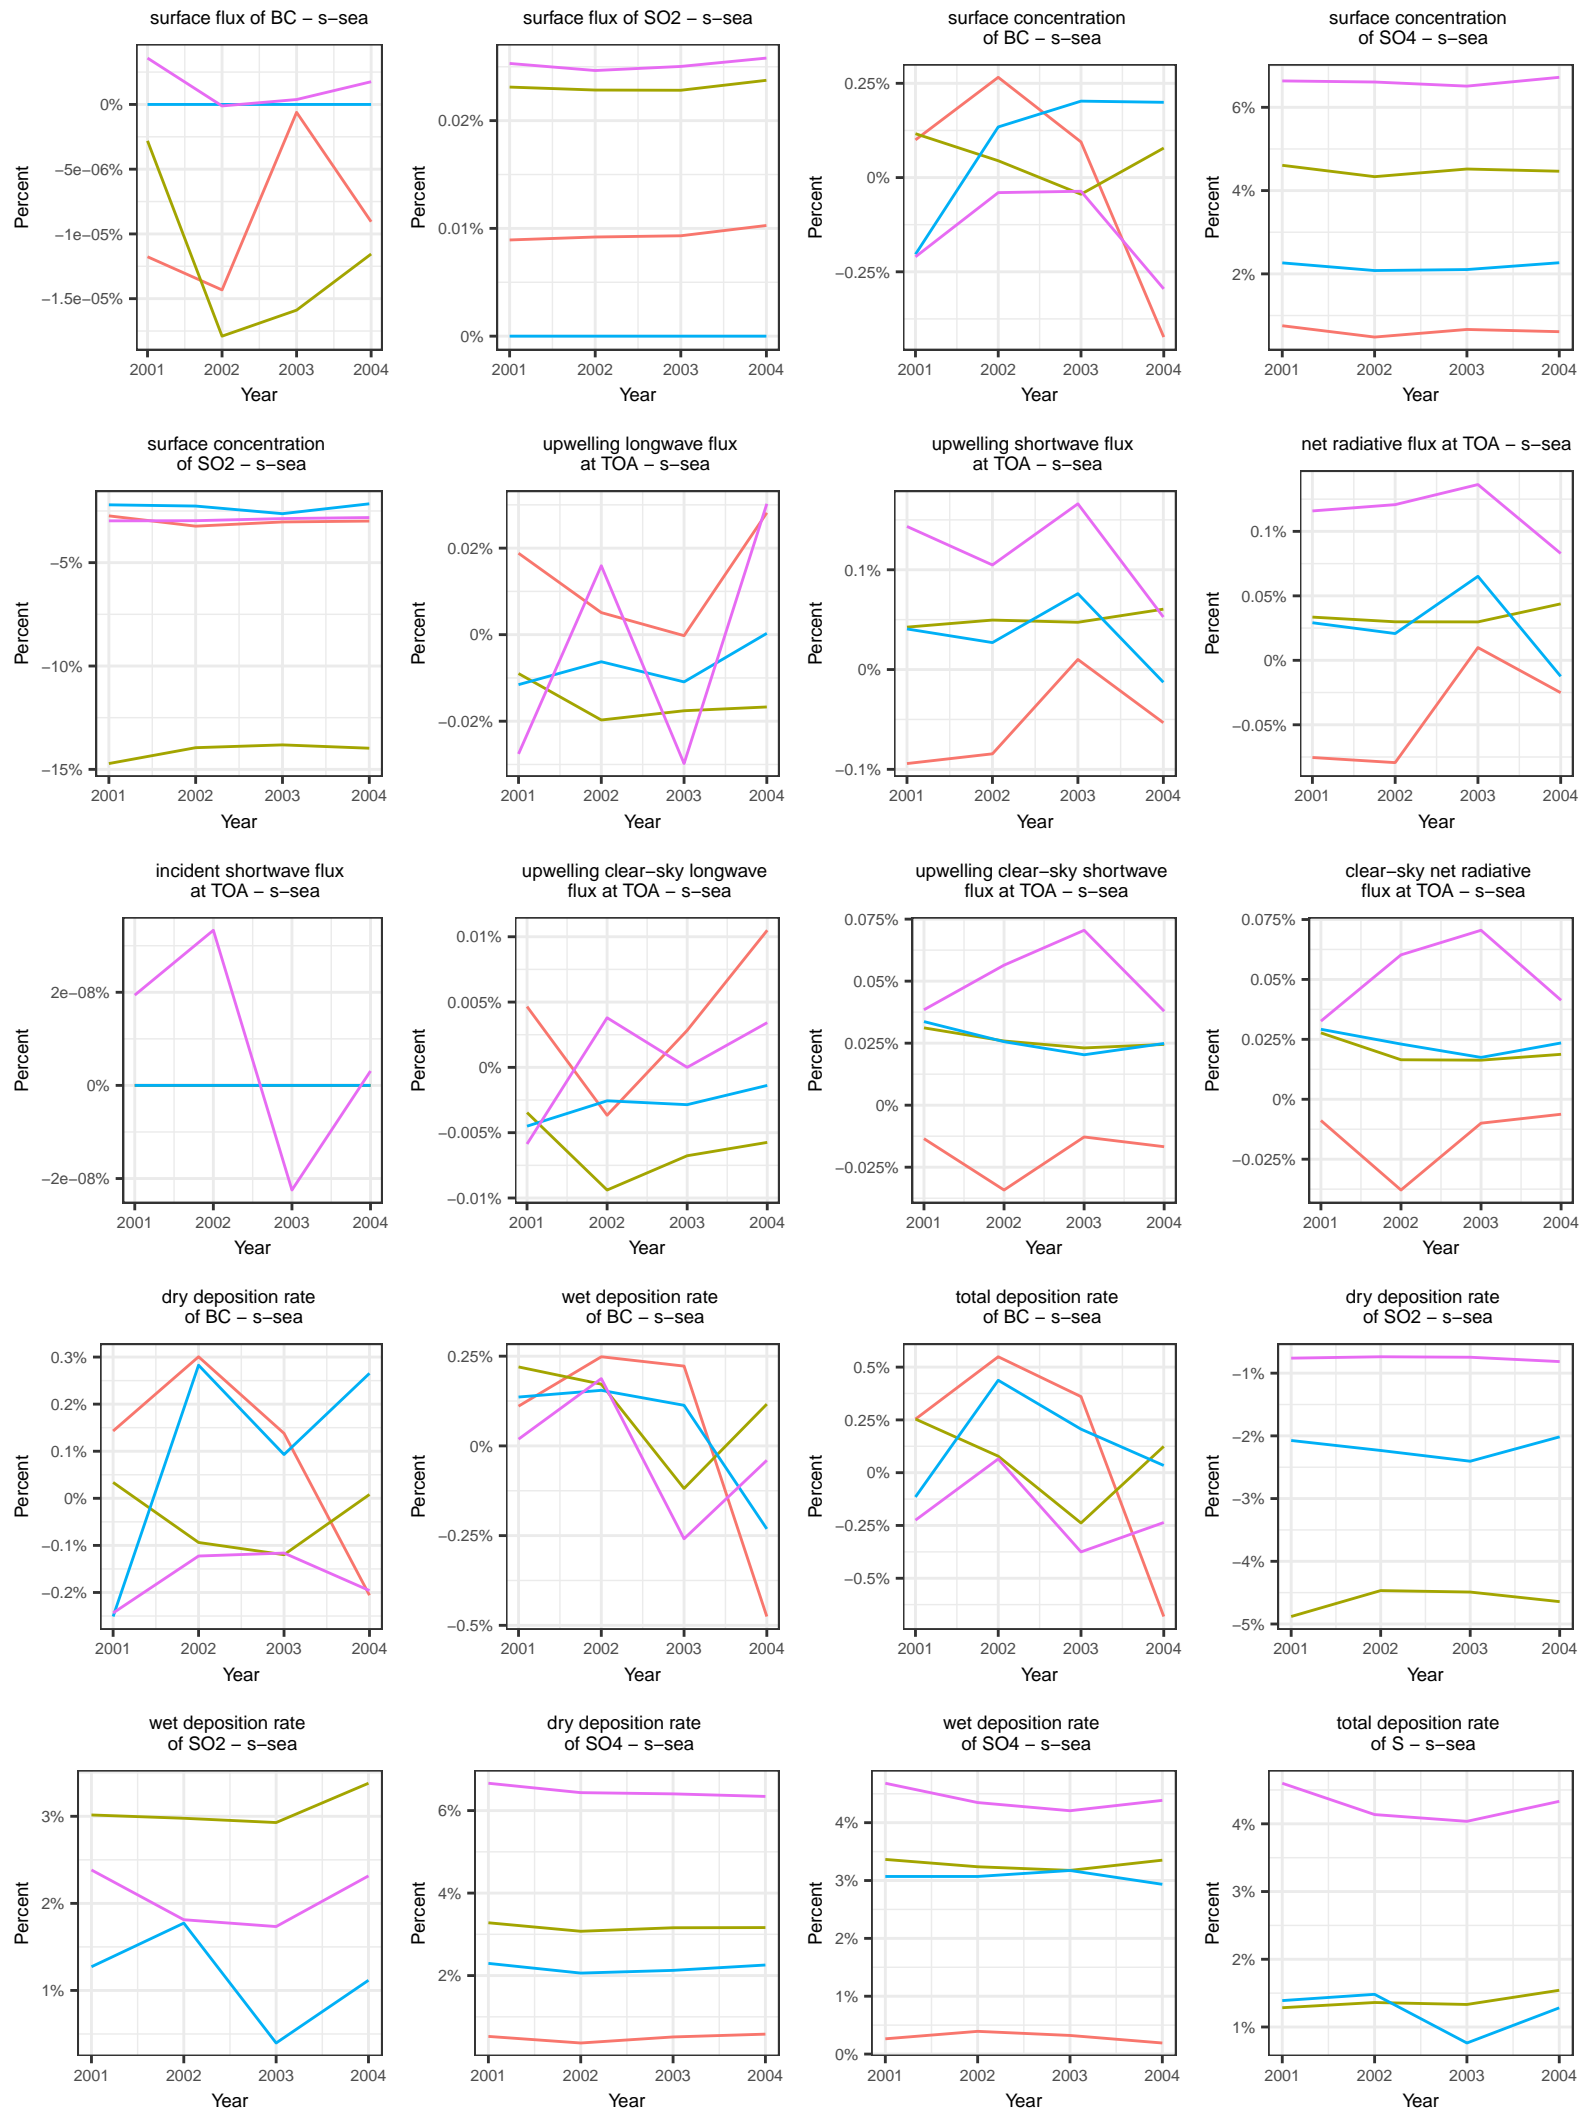 surface flux of BC − s−sea
0%
−5e−06%
−1e−05%
−1.5e−05%
Percent
2001 2002 2003 2004
Year
surface flux of SO2 − s−sea
0.02%
0.01%
0%
Percent
2001 2002 2003 2004
Year
surface concentration
of BC − s−sea
0.25%
0%
−0.25%
Percent
2001 2002 2003 2004
Year
surface concentration
of SO4 − s−sea
6%
4%
2%
Percent
2001 2002 2003 2004
Year
surface concentration
of SO2 − s−sea
−5%
−10%
−15%
Percent
2001 2002 2003 2004
Year
upwelling longwave flux
at TOA − s−sea
0.02%
0%
−0.02%
Percent
2001 2002 2003 2004
Year
upwelling shortwave flux
at TOA − s−sea
0.1%
0%
−0.1%
Percent
2001 2002 2003 2004
Year
net radiative flux at TOA − s−sea
0.1%
0.05%
0%
−0.05%
Percent
2001 2002 2003 2004
Year
incident shortwave flux
at TOA − s−sea
2e−08%
0%
−2e−08%
Percent
2001 2002 2003 2004
Year
upwelling clear−sky longwave
flux at TOA − s−sea
0.01%
0.005%
0%
−0.005%
−0.01%
Percent
2001 2002 2003 2004
Year
upwelling clear−sky shortwave
flux at TOA − s−sea
0.075%
0.05%
0.025%
0%
−0.025%
Percent
2001 2002 2003 2004
Year
clear−sky net radiative
flux at TOA − s−sea
0.075%
0.05%
0.025%
0%
−0.025%
Percent
2001 2002 2003 2004
Year
dry deposition rate
of BC − s−sea
0.3%
0.2%
0.1%
0%
−0.1%
−0.2%
Percent
2001 2002 2003 2004
Year
wet deposition rate
of BC − s−sea
0.25%
0%
−0.25%
−0.5%
Percent
2001 2002 2003 2004
Year
total deposition rate
of BC − s−sea
0.5%
0.25%
0%
−0.25%
−0.5%
Percent
2001 2002 2003 2004
Year
dry deposition rate
of SO2 − s−sea
−1%
−2%
−3%
−4%
−5%
Percent
2001 2002 2003 2004
Year
wet deposition rate
of SO2 − s−sea
3%
2%
1%
Percent
2001 2002 2003 2004
Year
dry deposition rate
of SO4 − s−sea
6%
4%
2%
Percent
2001 2002 2003 2004
Year
wet deposition rate
of SO4 − s−sea
4%
3%
2%
1%
0%
Percent
2001 2002 2003 2004
Year
total deposition rate
of S − s−sea
4%
3%
2%
1%
Percent
2001 2002 2003 2004
Year